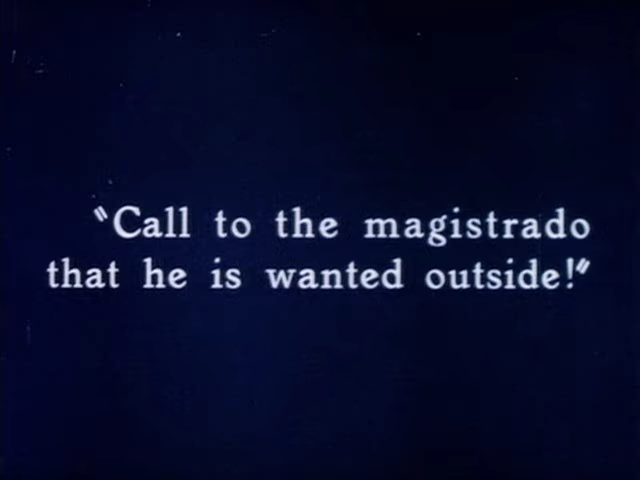 "Call to the magistrado
that he is wanted outside!"